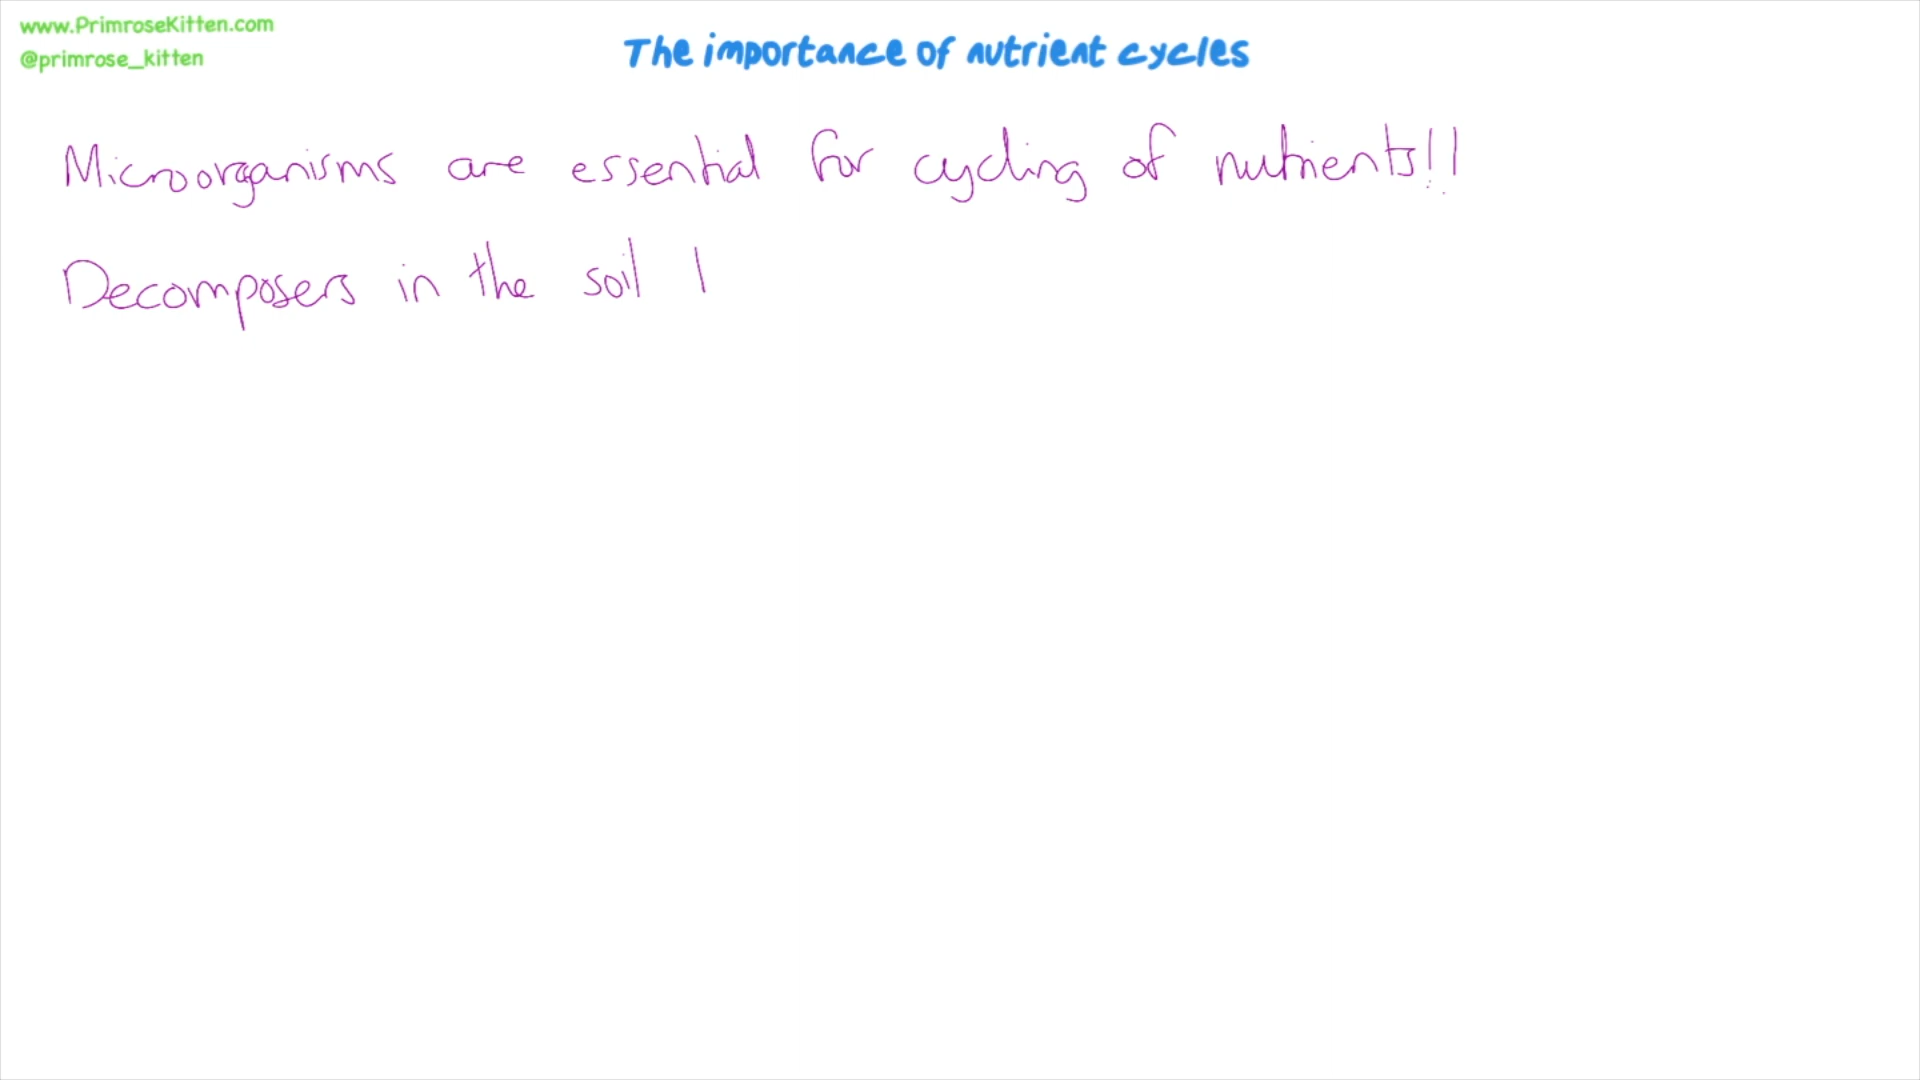 www.PrimroseKitten.com
@primrose_kitten
The importance of nutrient cycles
Microorganisms are essential for cycling of nutrients!!
Decomposers in the soil